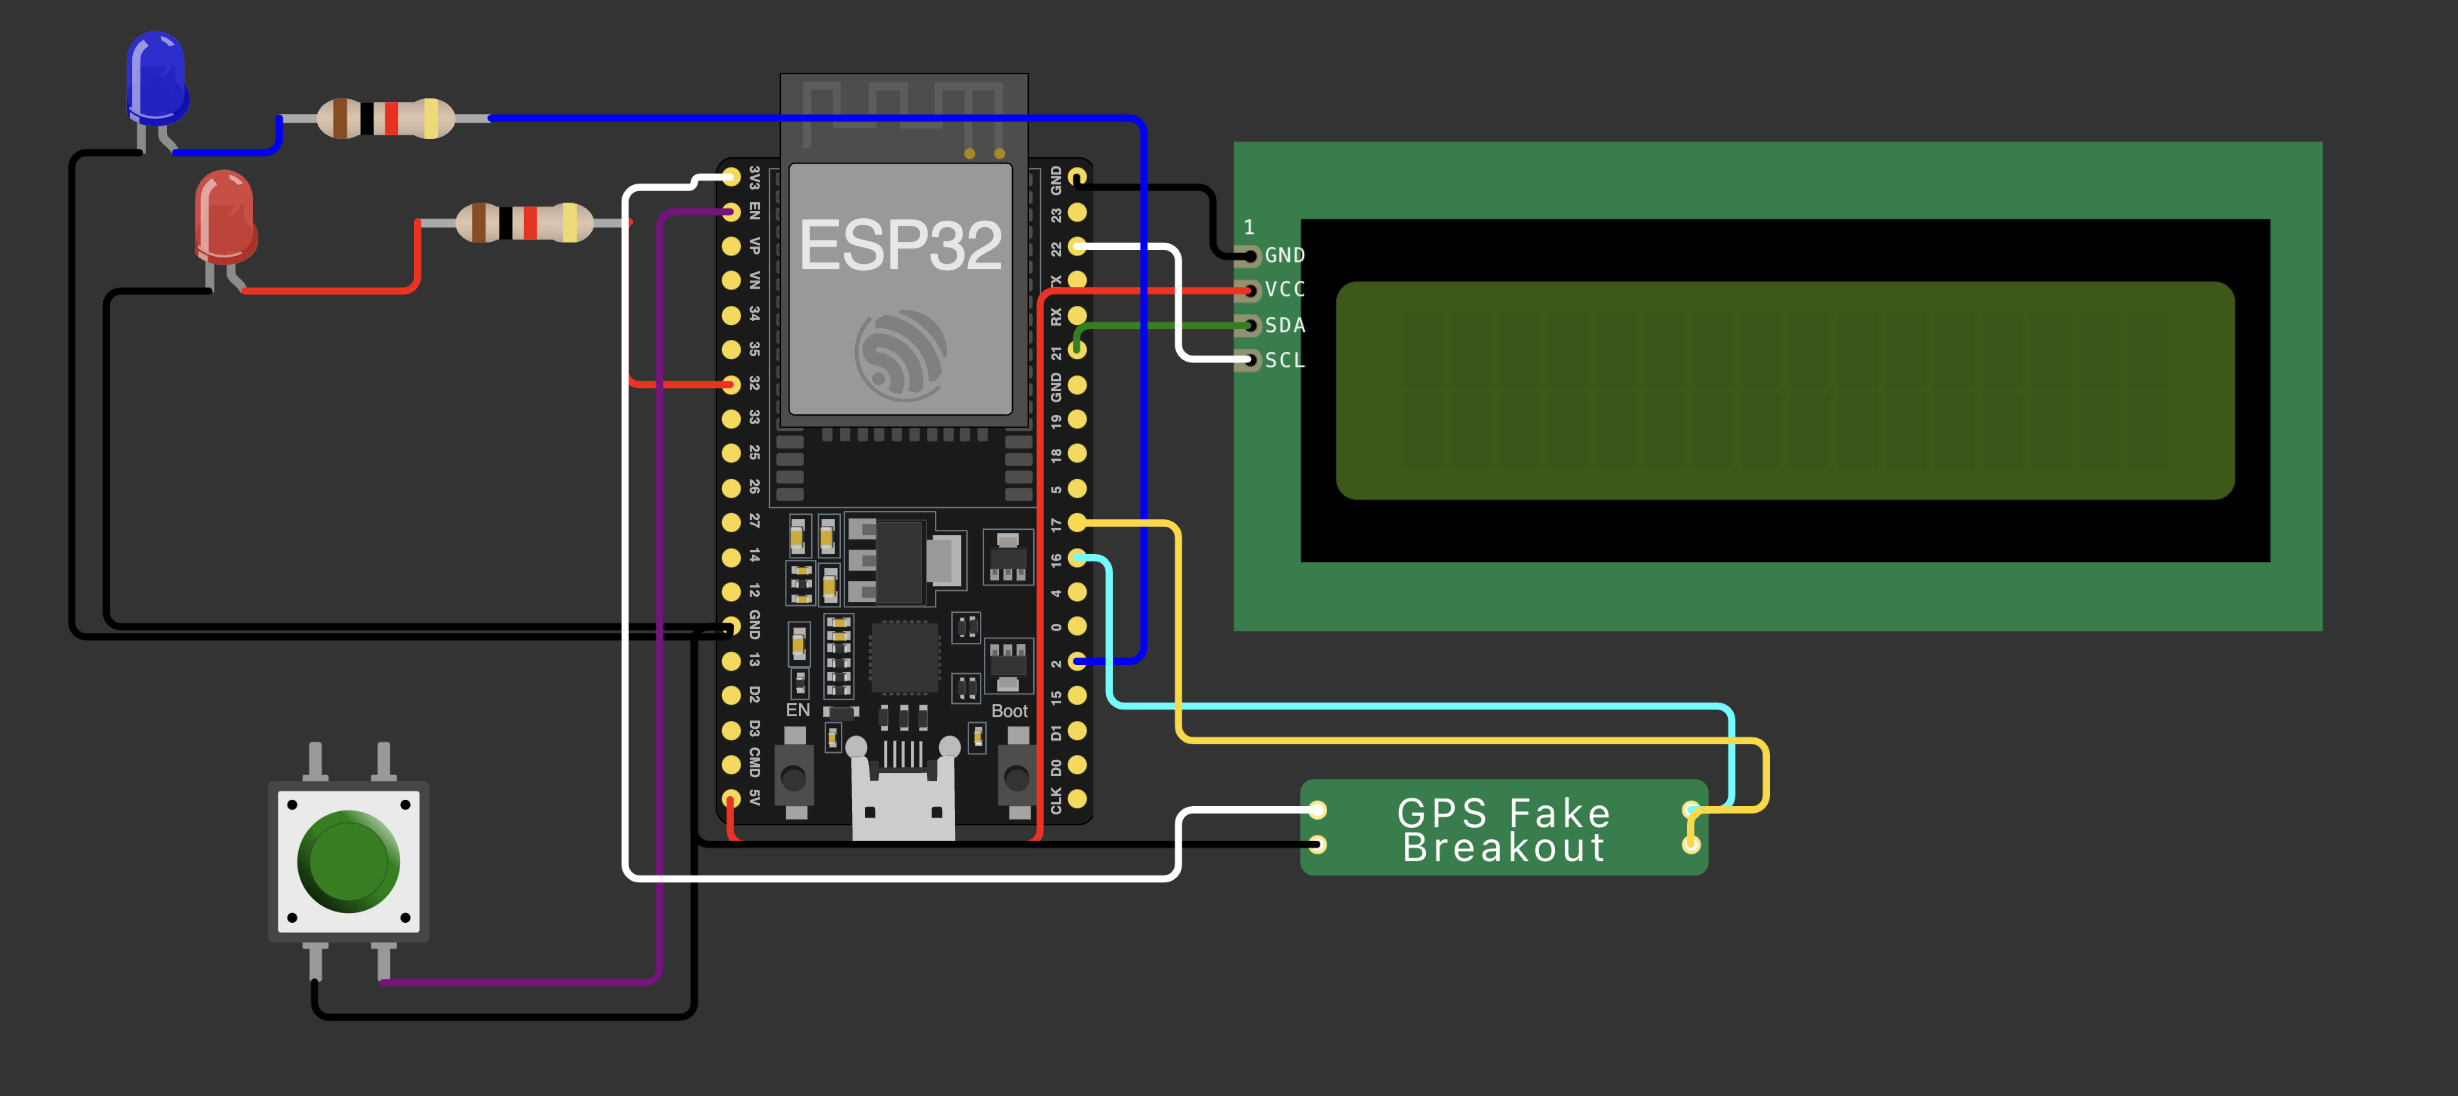 ESP32
3V3
EN
VP
VN
34
35
32
33
25
26
27
14
12
GND
13
D2
D3
CMD
5V
GND
23
22
TX
RX
21
GND
19
18
5
17
16
4
0
2
15
D1
D0
CLK
EN
Boot
1
GND
VCC
SDA
SCL
GPS Fake
Breakout